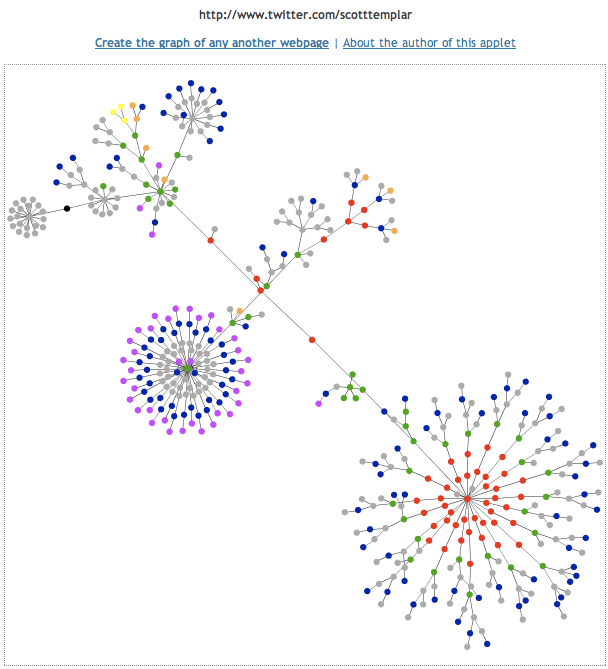 http://www.twitter.com/scotttemplar
Create the graph of any another webpage | About the author of this applet